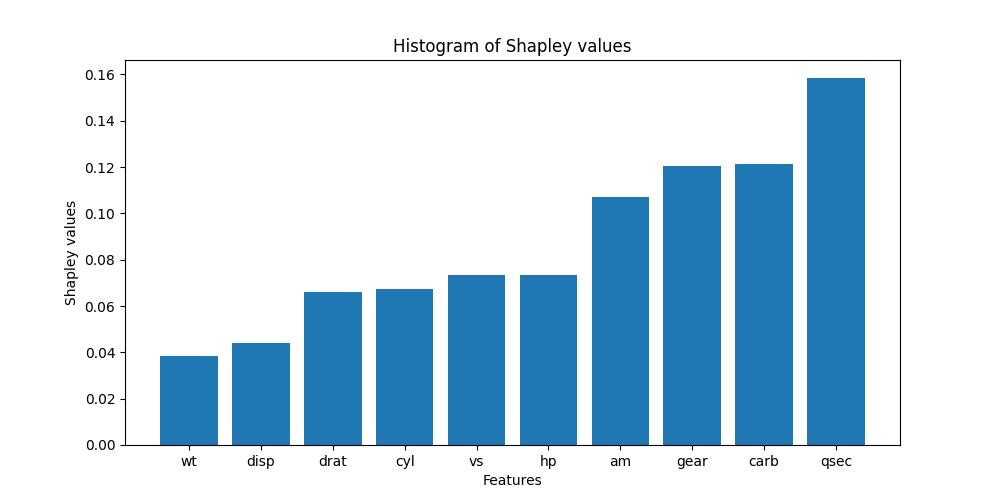 Histogram of Shapley values
Shapley values
0.16
0.14
0.12
0.10
0.08
0.06
0.04
0.02
0.00
wt disp drat cyl vs hp am gear carb qsec
Features